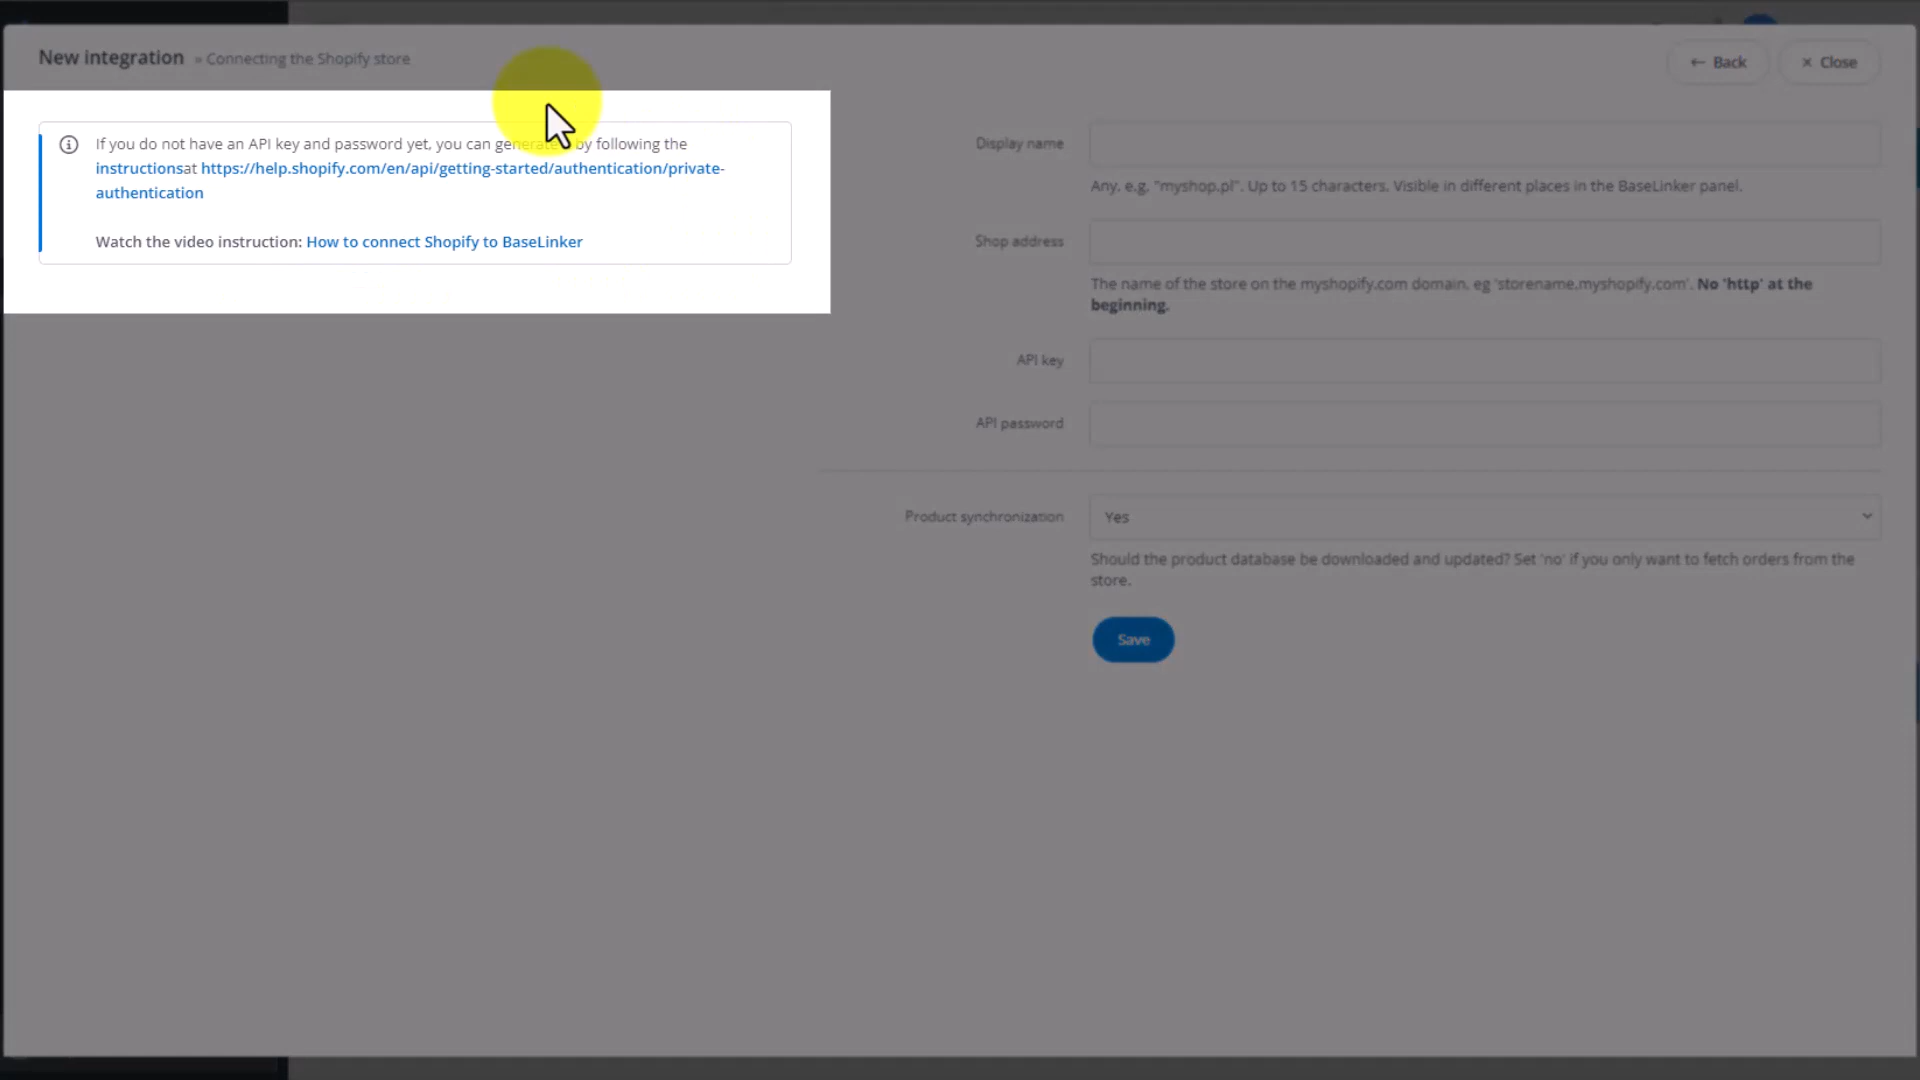 New integration » Connecting the Shopify store
← Back
× Close
If you do not have an API key and password yet, you can generate by following the
instructionsat https://help.shopify.com/en/api/getting-started/authentication/private-
authentication
Watch the video instruction: How to connect Shopify to BaseLinker
Display name
Any, e.g. "myshop.pl". Up to 15 characters. Visible in different places in the BaseLinker panel.
Shop address
The name of the store on the myshopify.com domain, eg 'storename.myshopify.com'. No 'http' at the
beginning.
API key
API password
Product synchronization
Yes
Should the product database be downloaded and updated? Set 'no' if you only want to fetch orders from the
store.
Save